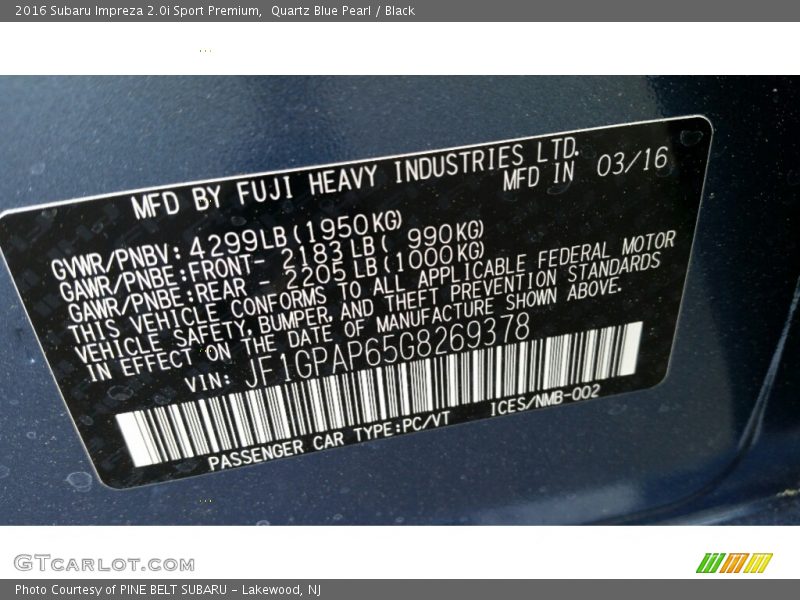 2016 Subaru Impreza 2.0i Sport Premium,  Quartz Blue Pearl / Black
MFD BY FUJI HEAVY INDUSTRIES LTD.
MFD IN 03/16
GVWR/PNBV: 4299LB(1950KG)
GAWR/PNBE:FRONT- 2183 LB( 990KG)
GAWR/PNBE:REAR - 2205 LB(1000KG)
THIS VEHICLE CONFORMS TO ALL APPLICABLE FEDERAL MOTOR
VEHICLE SAFETY,BUMPER,AND THEFT PREVENTION STANDARDS
IN EFFECT ON THE DATE OF MANUFACTURE SHOWN ABOVE.
VIN: JF1GPAP65G8269378
PASSENGER CAR TYPE:PC/VT ICES/NMB-002
GTCarLot.com
Photo Courtesy of PINE BELT SUBARU - Lakewood, NJ